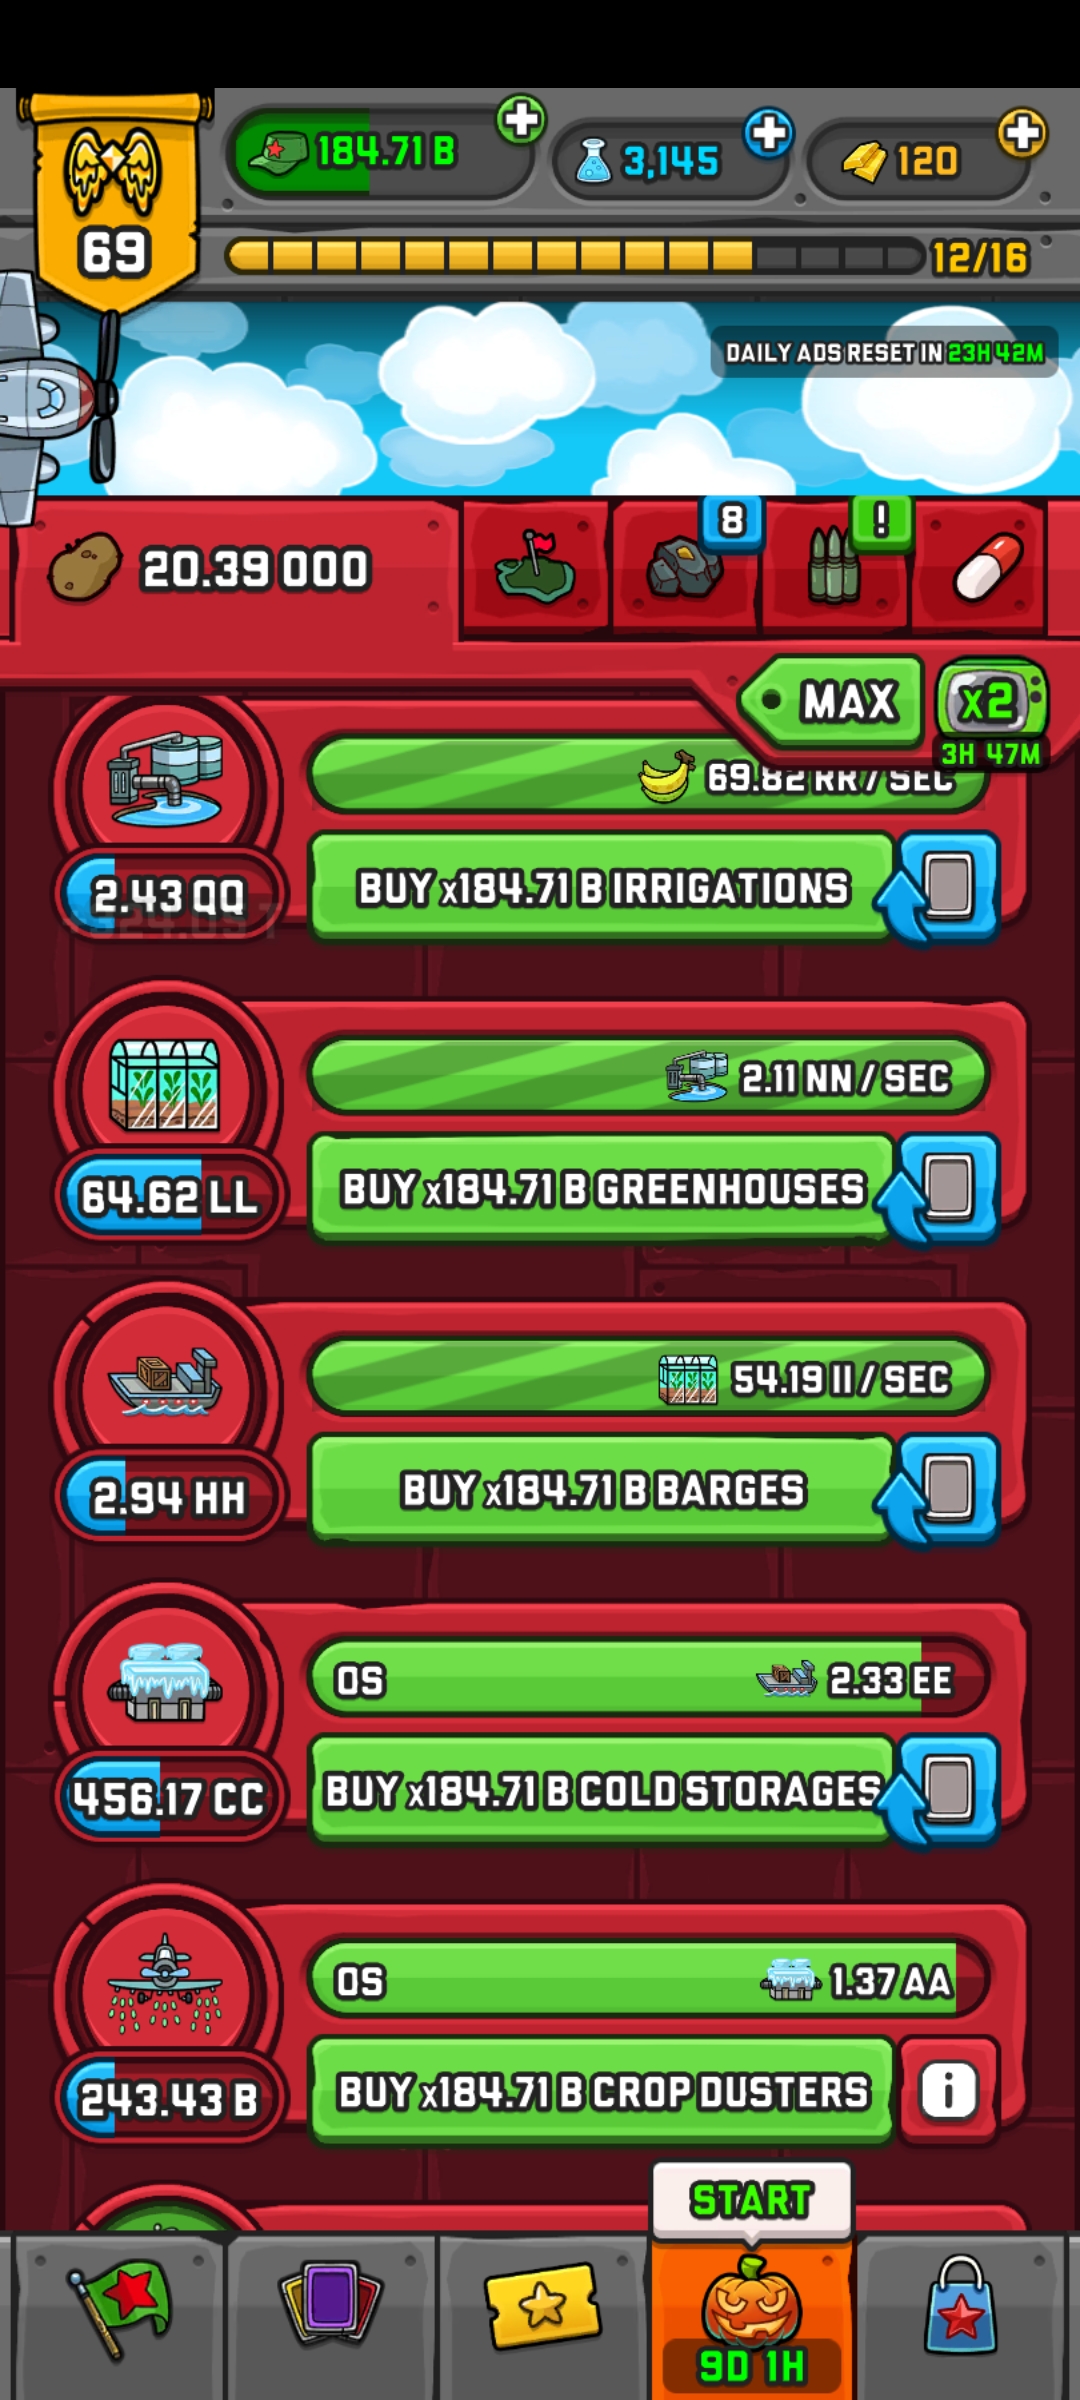 184.71 B
3,145
120
69
12/16
DAILY ADS RESET IN 23H 42M
20.39 OOO
8
!
MAX
x2
3H 47M
69.82 RR / SEC
2.43 QQ
BUY x184.71 B IRRIGATIONS
2.11 NN / SEC
64.62 LL
BUY x184.71 B GREENHOUSES
54.19 II / SEC
2.94 HH
BUY x184.71 B BARGES
0S
2.33 EE
456.17 CC
BUY x184.71 B COLD STORAGES
0S
1.37 AA
243.43 B
BUY x184.71 B CROP DUSTERS
i
START
9D 1H